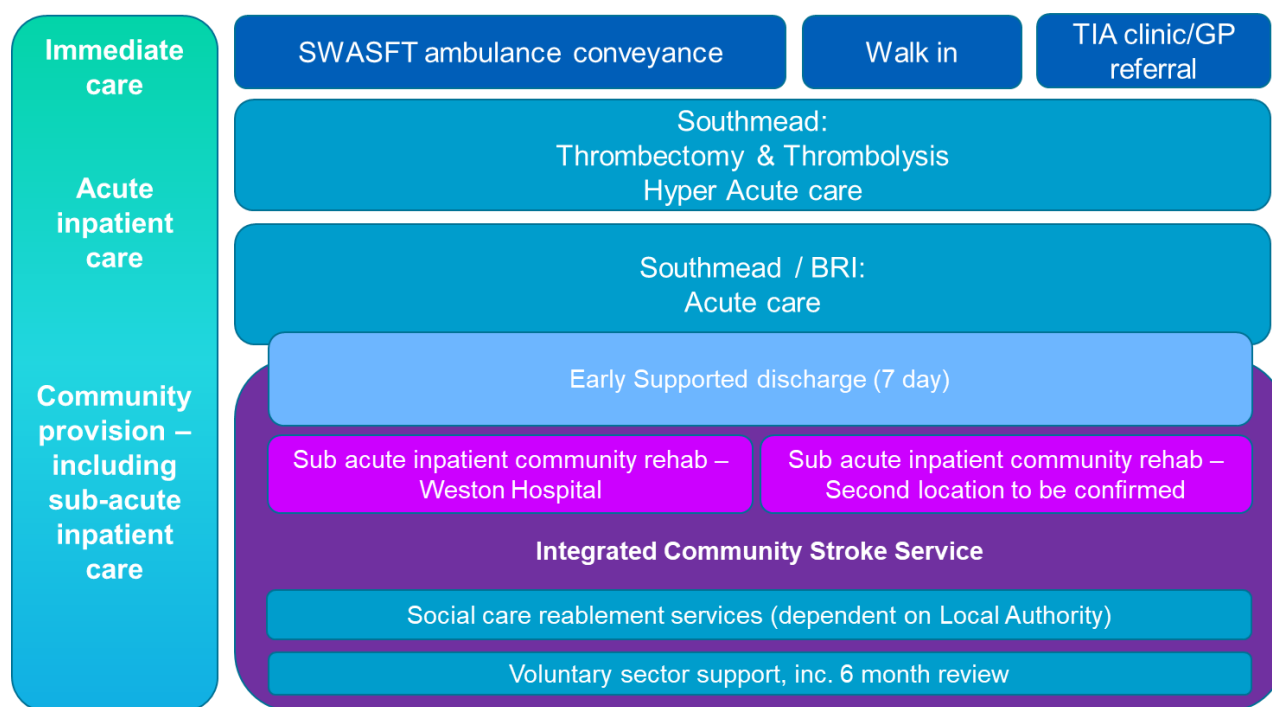 Immediate
care
SWASFT ambulance conveyance
Walk in
TIA clinic/GP
referral
Acute
inpatient
care
Southmead:
Thrombectomy & Thrombolysis
Hyper Acute care
Southmead / BRI:
Acute care
Community
provision –
including
sub-acute
inpatient
care
Early Supported discharge (7 day)
Sub acute inpatient community rehab –
Weston Hospital
Sub acute inpatient community rehab –
Second location to be confirmed
Integrated Community Stroke Service
Social care reablement services (dependent on Local Authority)
Voluntary sector support, inc. 6 month review